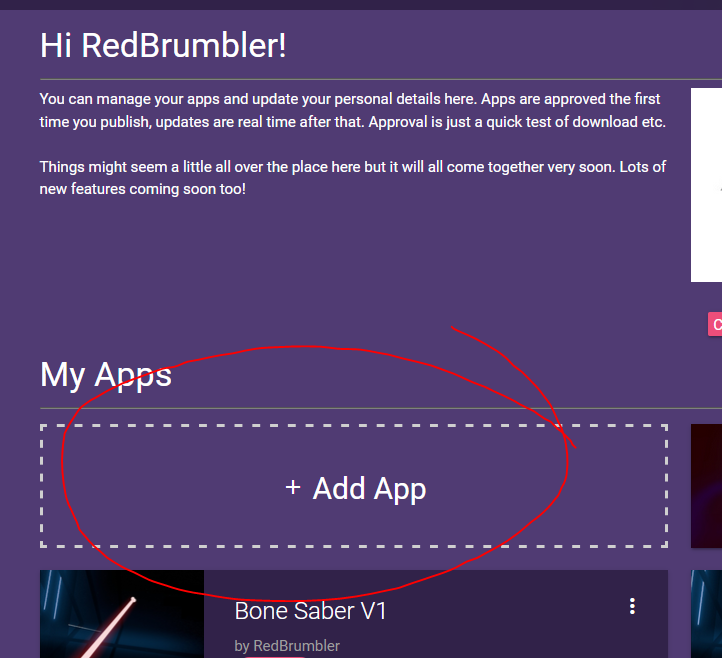 Hi RedBrumbler!
You can manage your apps and update your personal details here. Apps are approved the first
time you publish, updates are real time after that. Approval is just a quick test of download etc.
Things might seem a little all over the place here but it will all come together very soon. Lots of
new features coming soon too!
My Apps
+ Add App
Bone Saber V1
by RedBrumbler